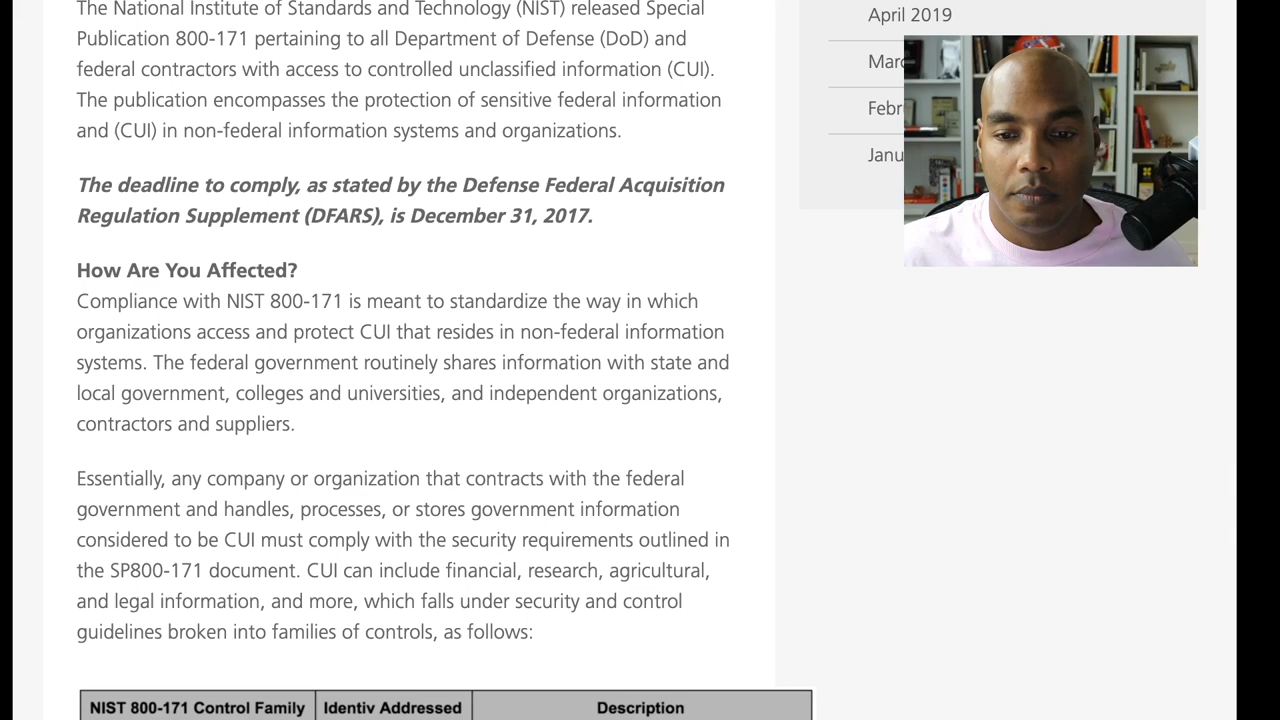 The National Institute of Standards and Technology (NIST) released Special
Publication 800-171 pertaining to all Department of Defense (DoD) and
federal contractors with access to controlled unclassified information (CUI).
The publication encompasses the protection of sensitive federal information
and (CUI) in non-federal information systems and organizations.
The deadline to comply, as stated by the Defense Federal Acquisition
Regulation Supplement (DFARS), is December 31, 2017.
How Are You Affected?
Compliance with NIST 800-171 is meant to standardize the way in which
organizations access and protect CUI that resides in non-federal information
systems. The federal government routinely shares information with state and
local government, colleges and universities, and independent organizations,
contractors and suppliers.
Essentially, any company or organization that contracts with the federal
government and handles, processes, or stores government information
considered to be CUI must comply with the security requirements outlined in
the SP800-171 document. CUI can include financial, research, agricultural,
and legal information, and more, which falls under security and control
guidelines broken into families of controls, as follows:
NIST 800-171 Control Family Identiv Addressed Description
April 2019
Marc
Febr
Janu